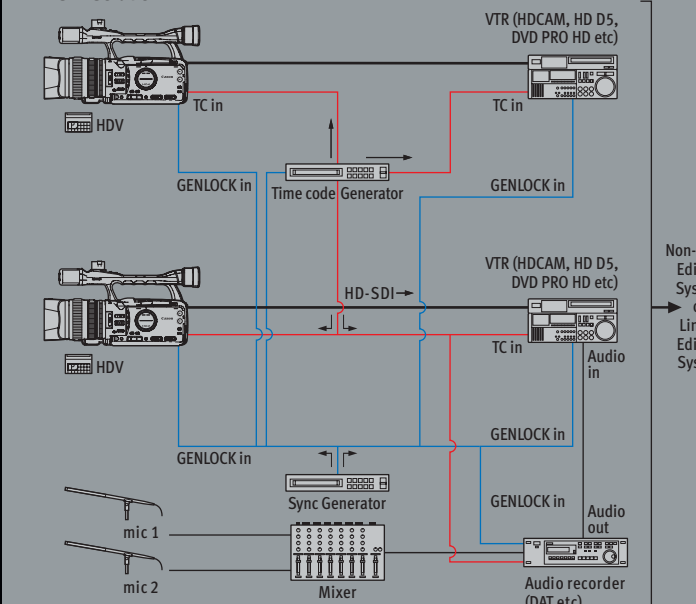 VTR (HDCAM, HD D5,
DVD PRO HD etc)
TC in
TC in
HDV
GENLOCK in
Time code Generator
GENLOCK in
VTR (HDCAM, HD D5,
DVD PRO HD etc)
HD-SDI
Non-
Edi
Sys
Lin
Edi
Sys
TC in
Audio
in
HDV
GENLOCK in
GENLOCK in
Sync Generator
GENLOCK in
Audio
out
mic 1
mic 2
Mixer
Audio recorder
(DAT etc)